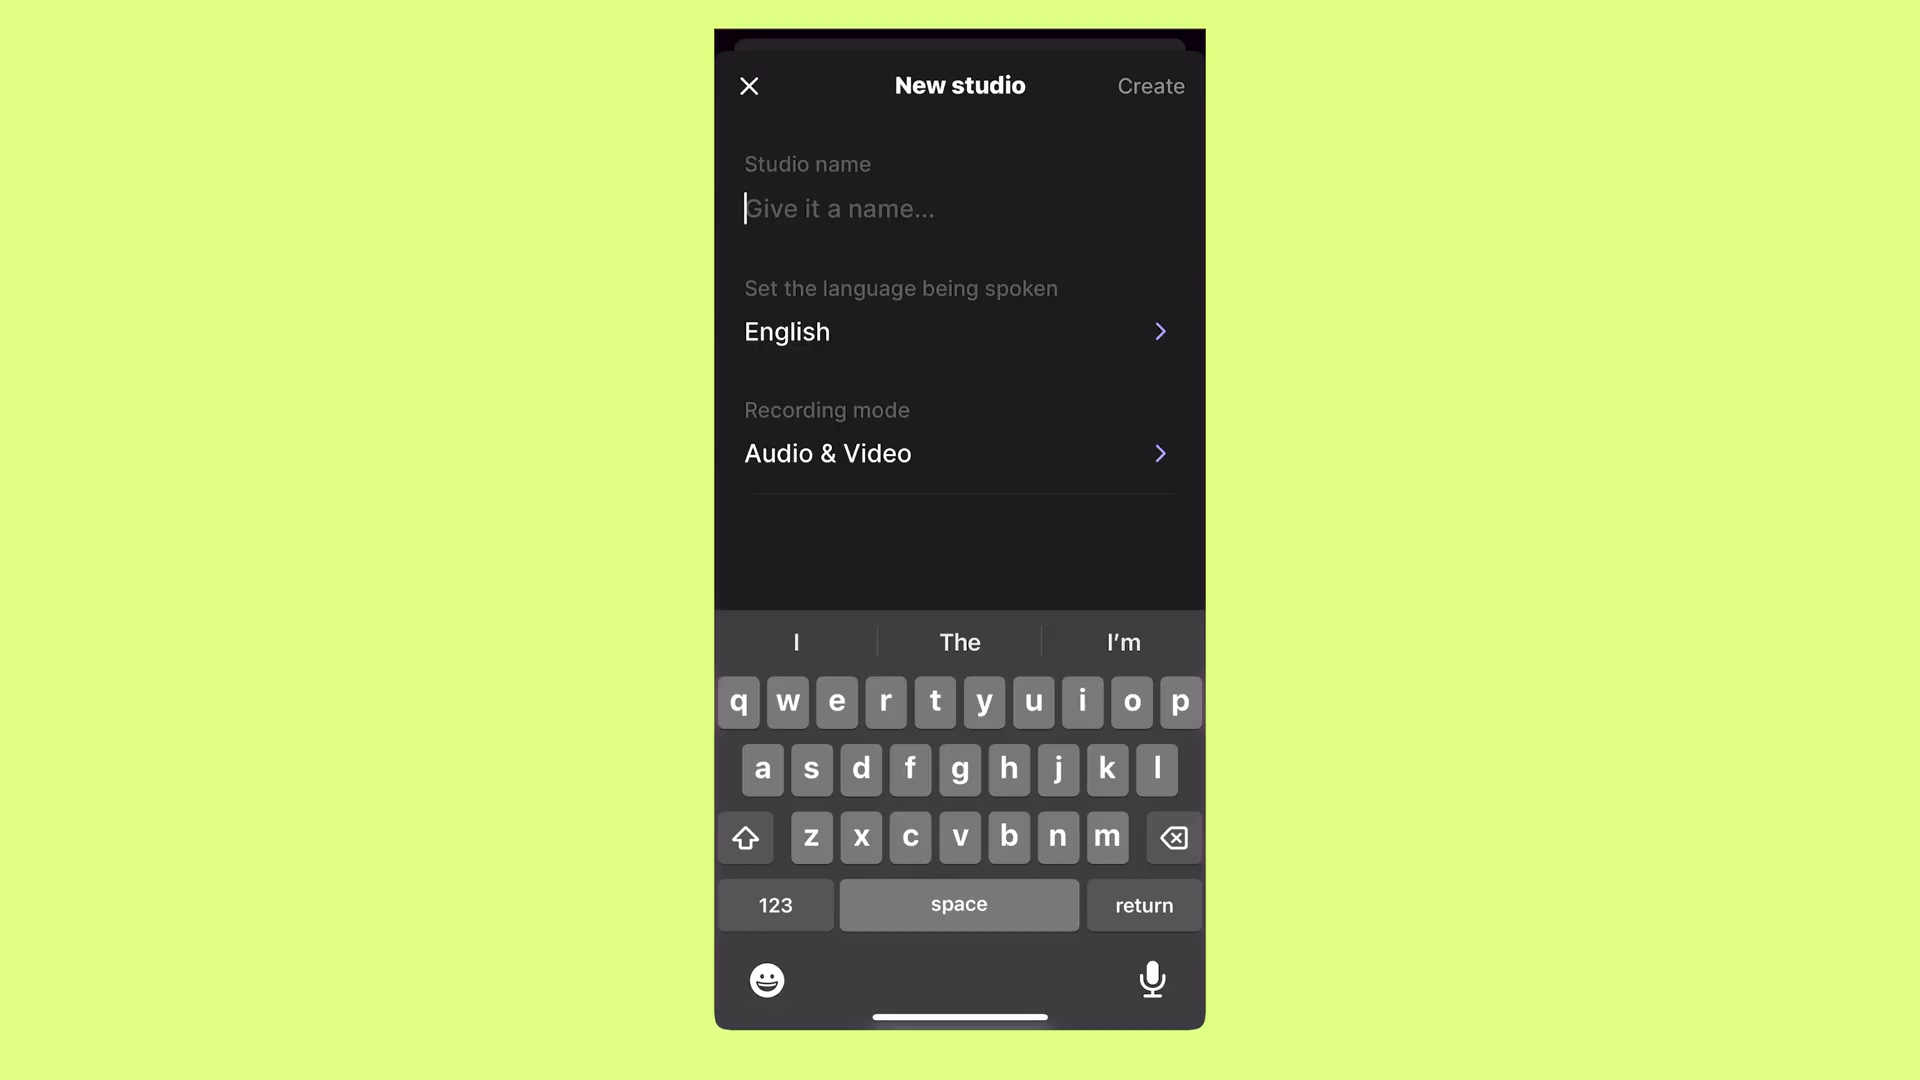 New studio
Create
Studio name
Give it a name...
Set the language being spoken
English
Recording mode
Audio & Video
I
The
I’m
q w e r t y u i o p
a s d f g h j k l
z x c v b n m
123
space
return